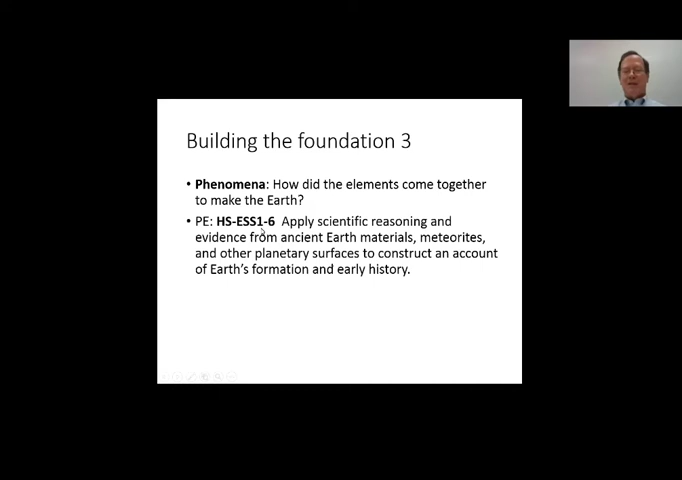 Building the foundation 3
• Phenomena: How did the elements come together
to make the Earth?
• PE: HS-ESS1-6 Apply scientific reasoning and
evidence from ancient Earth materials, meteorites,
and other planetary surfaces to construct an account
of Earth's formation and early history.